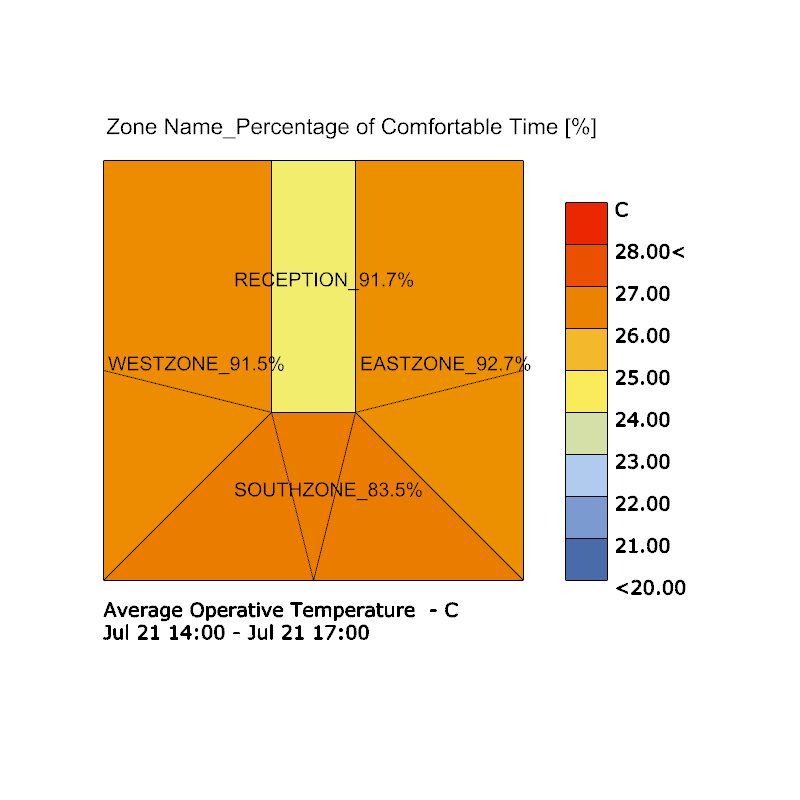 Zone Name_Percentage of Comfortable Time [%]
C
28.00<
27.00
26.00
25.00
24.00
23.00
22.00
21.00
<20.00
RECEPTION_91.7%
WESTZONE_91.5%
EASTZONE_92.7%
SOUTHZONE_83.5%
Average Operative Temperature - C
Jul 21 14:00 - Jul 21 17:00